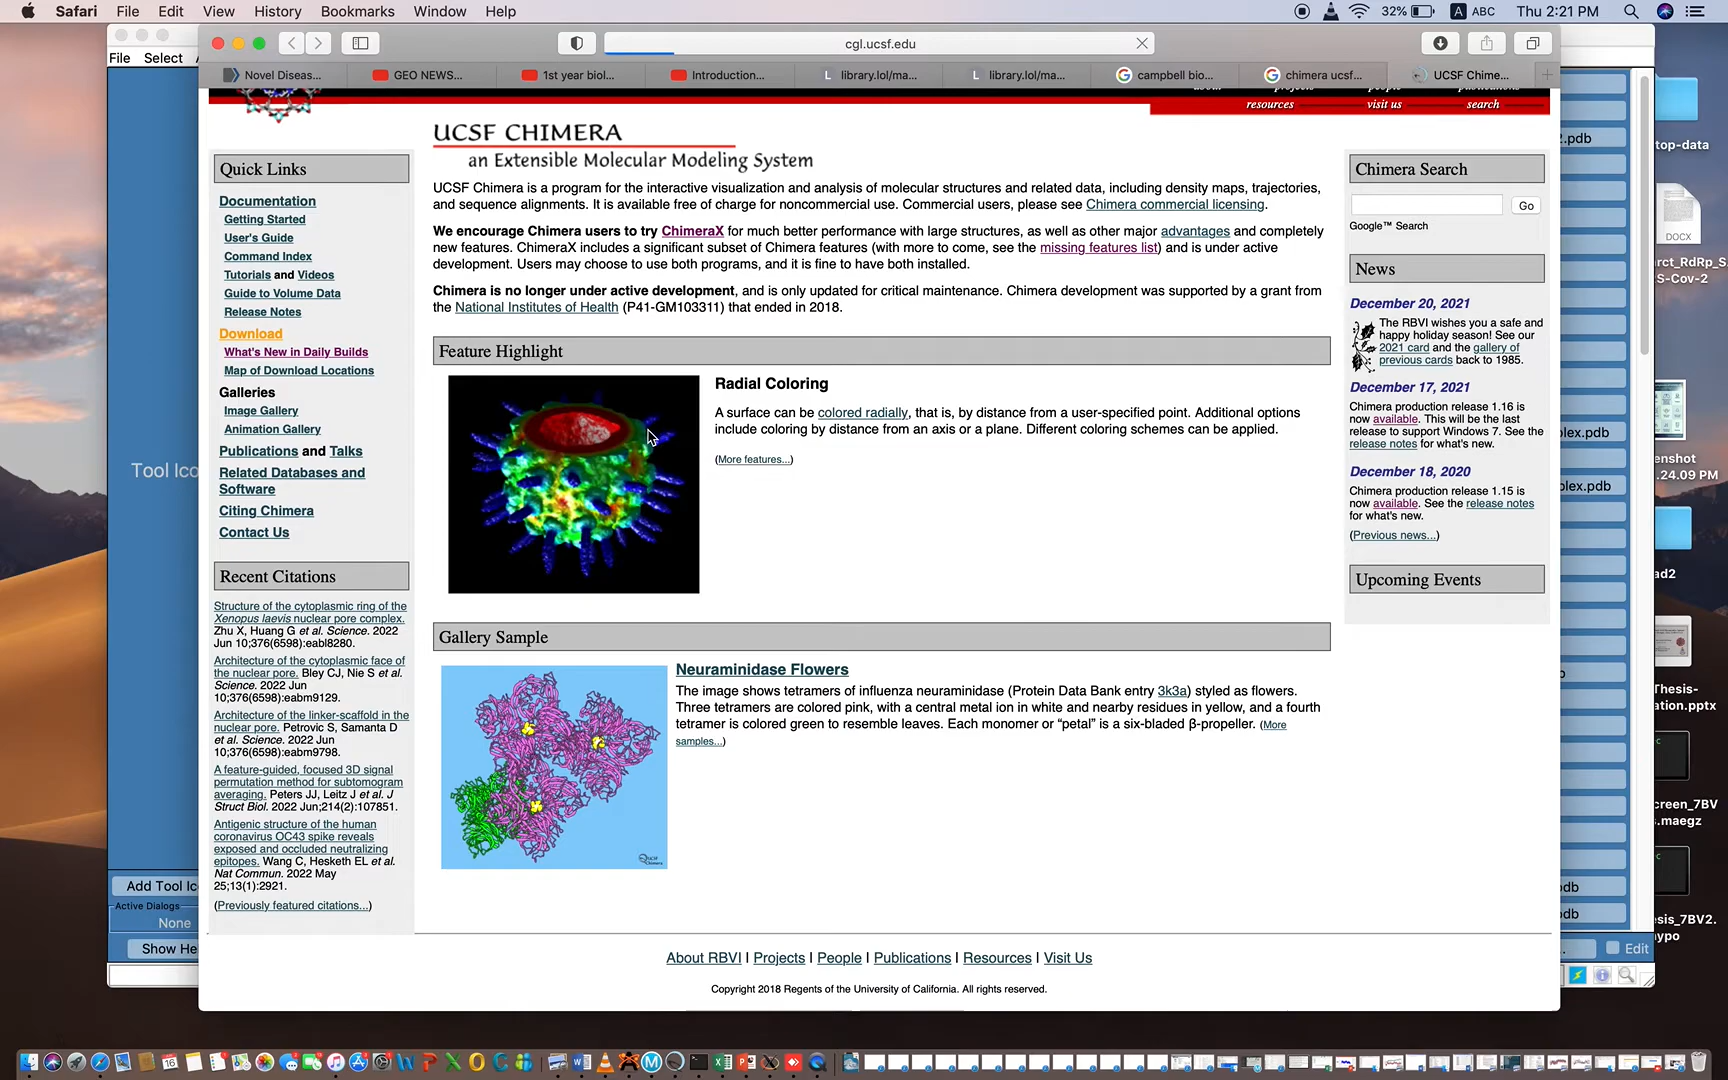 Safari File Edit View History Bookmarks Window Help 32% A ABC Thu 2:21 PM
File Select
cgl.ucsf.edu
Novel Diseas... GEO NEWS... 1st year biol... Introduction... library.lol/ma... library.lol/ma... campbell bio... chimera ucsf... UCSF Chime...
about projects people publications
resources visit us search
UCSF CHIMERA
an Extensible Molecular Modeling System
Quick Links
Documentation
Getting Started
User's Guide
Command Index
Tutorials and Videos
Guide to Volume Data
Release Notes
Download
What's New in Daily Builds
Map of Download Locations
Galleries
Image Gallery
Animation Gallery
Publications and Talks
Related Databases and
Software
Citing Chimera
Contact Us
Recent Citations
Structure of the cytoplasmic ring of the
Xenopus laevis nuclear pore complex.
Zhu X, Huang G et al. Science. 2022
Jun 10;376(6598):eabl8280.
Architecture of the cytoplasmic face of
the nuclear pore. Bley CJ, Nie S et al.
Science. 2022 Jun
10;376(6598):eabm9129.
Architecture of the linker-scaffold in the
nuclear pore. Petrovic S, Samanta D
et al. Science. 2022 Jun
10;376(6598):eabm9798.
A feature-guided, focused 3D signal
permutation method for subtomogram
averaging. Peters JJ, Leitz J et al. J
Struct Biol. 2022 Jun;214(2):107851.
Antigenic structure of the human
coronavirus OC43 spike reveals
exposed and occluded neutralizing
epitopes. Wang C, Hesketh EL et al.
Nat Commun. 2022 May
25;13(1):2921.
(Previously featured citations...)
UCSF Chimera is a program for the interactive visualization and analysis of molecular structures and related data, including density maps, trajectories,
and sequence alignments. It is available free of charge for noncommercial use. Commercial users, please see Chimera commercial licensing.
We encourage Chimera users to try ChimeraX for much better performance with large structures, as well as other major advantages and completely
new features. ChimeraX includes a significant subset of Chimera features (with more to come, see the missing features list) and is under active
development. Users may choose to use both programs, and it is fine to have both installed.
Chimera is no longer under active development, and is only updated for critical maintenance. Chimera development was supported by a grant from
the National Institutes of Health (P41-GM103311) that ended in 2018.
Feature Highlight
Radial Coloring
A surface can be colored radially, that is, by distance from a user-specified point. Additional options
include coloring by distance from an axis or a plane. Different coloring schemes can be applied.
(More features...)
Gallery Sample
Neuraminidase Flowers
The image shows tetramers of influenza neuraminidase (Protein Data Bank entry 3k3a) styled as flowers.
Three tetramers are colored pink, with a central metal ion in white and nearby residues in yellow, and a fourth
tetramer is colored green to resemble leaves. Each monomer or “petal” is a six-bladed β-propeller. (More
samples...)
UCSF
Chimera
Chimera Search
Go
Google™ Search
News
December 20, 2021
The RBVI wishes you a safe and
happy holiday season! See our
2021 card and the gallery of
previous cards back to 1985.
December 17, 2021
Chimera production release 1.16 is
now available. This will be the last
release to support Windows 7. See the
release notes for what's new.
December 18, 2020
Chimera production release 1.15 is
now available. See the release notes
for what's new.
(Previous news...)
Upcoming Events
About RBVI | Projects | People | Publications | Resources | Visit Us
Copyright 2018 Regents of the University of California. All rights reserved.
Tool Ico
Add Tool Ic
Active Dialogs
None
Show He
2.pdb
lex.pdb
plex.pdb
pdb
pdb
Edit
top-data
DOCX
rct_RdRp_S
S-Cov-2
enshot
.24.09 PM
ad2
Thesis-
ation.pptx
creen_7BV
s.maegz
esis_7BV2.
ypo